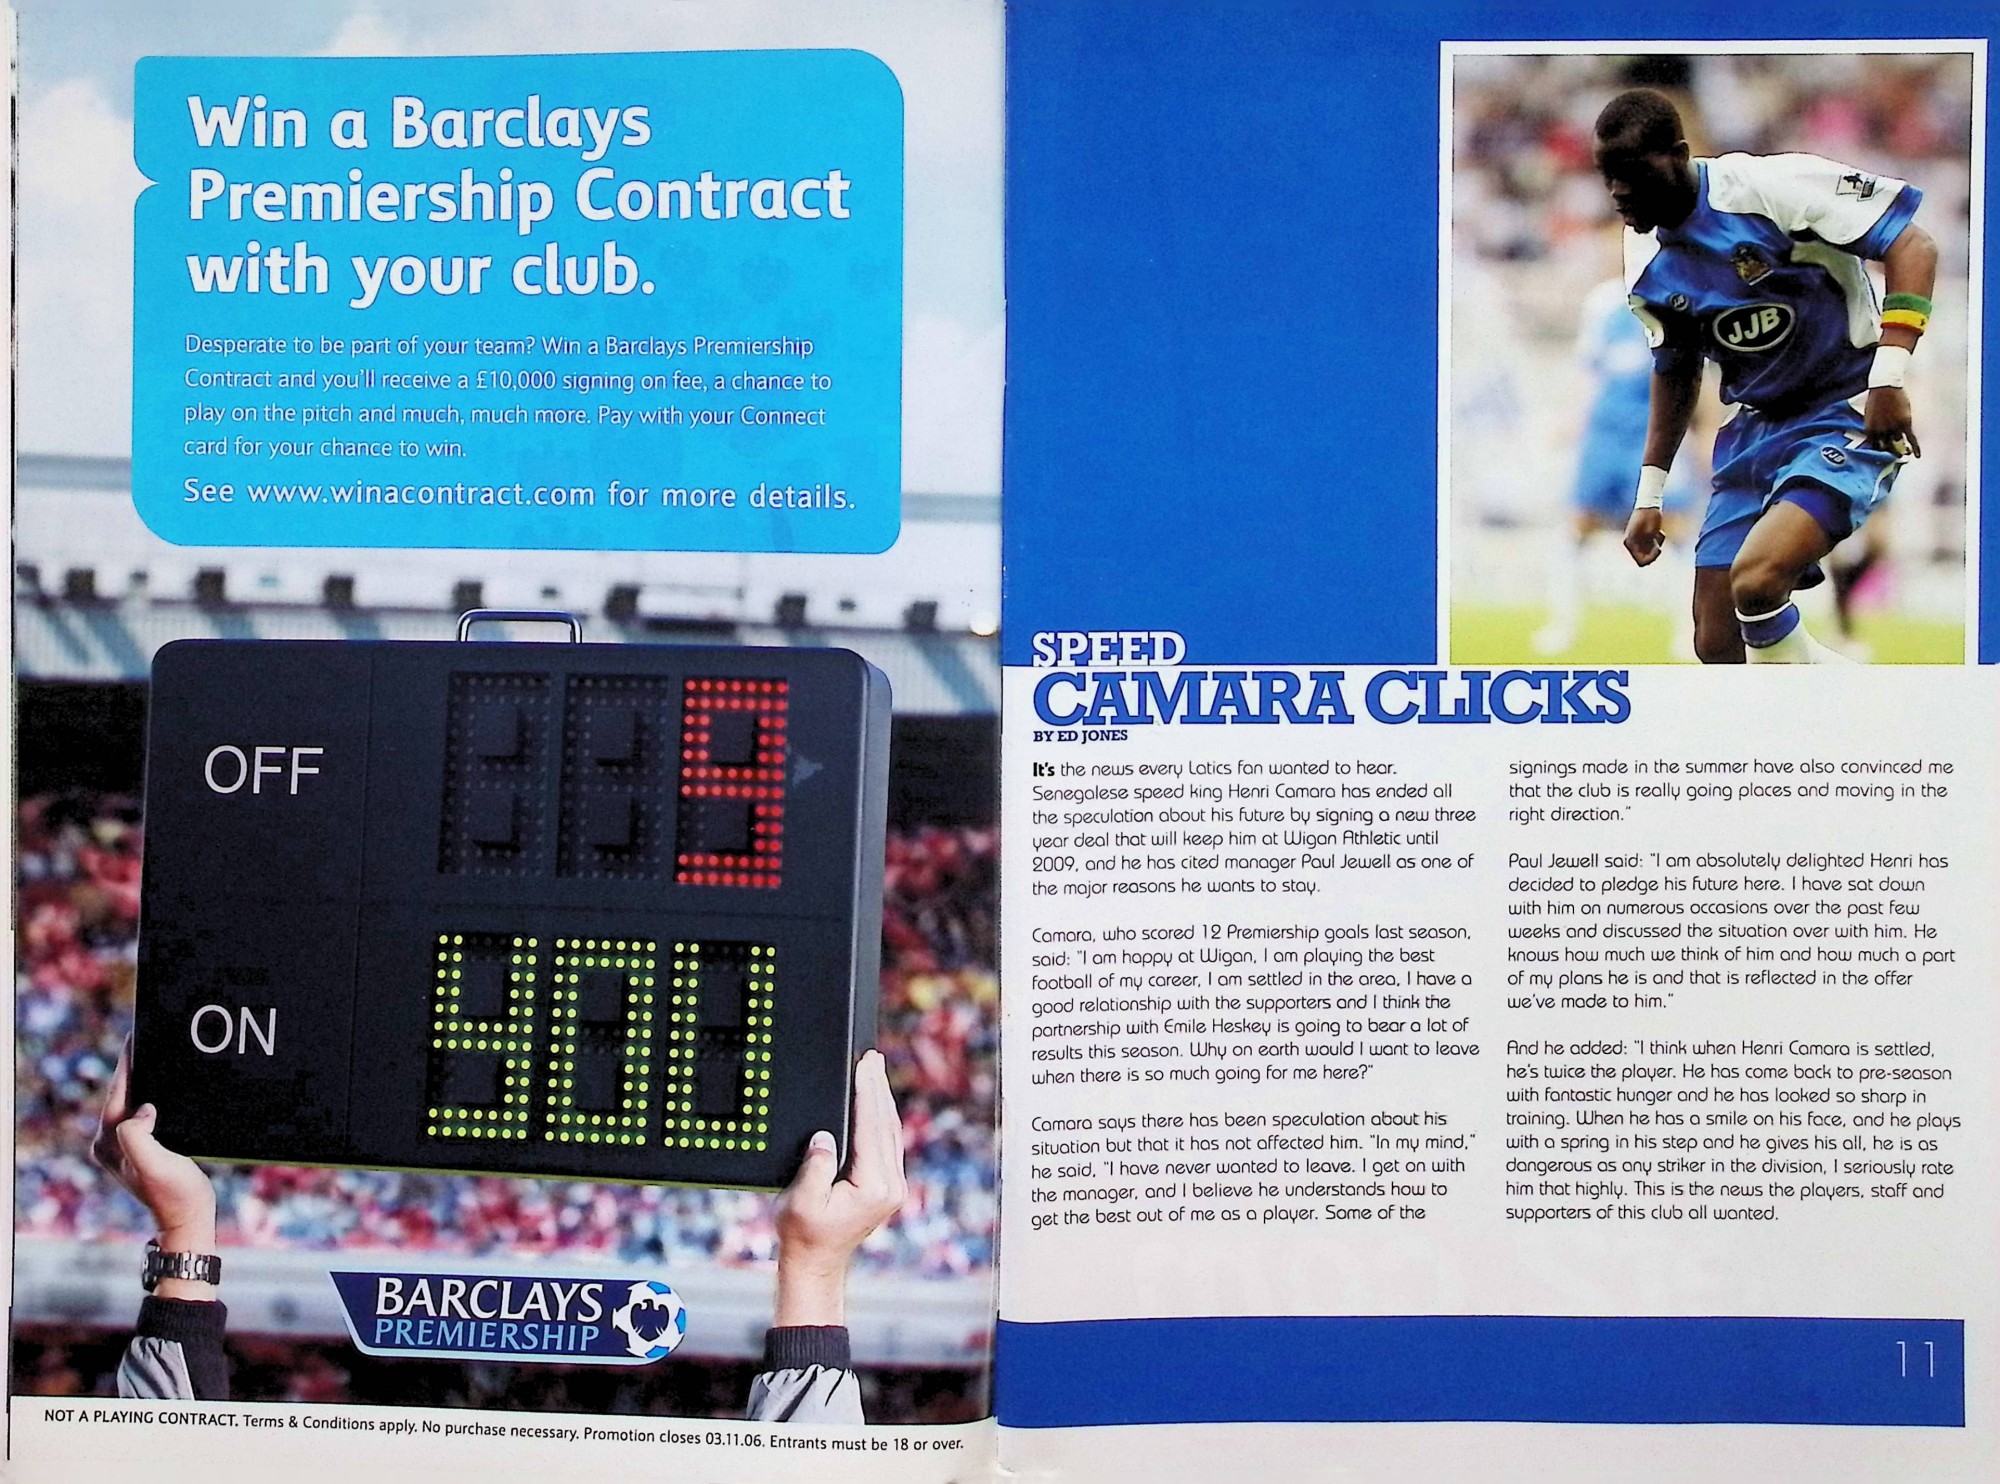 Win a Barclays
Premiership Contract
with your club.
Desperate to be part of your team? Win a Barclays Premiership
Contract and you'll receive a £10,000 signing on fee, a chance to
play on the pitch and much, much more. Pay with your Connect
card for your chance to win.
See www.winacontract.com for more details.
OFF 9
ON YOU
BARCLAYS
PREMIERSHIP
NOT A PLAYING CONTRACT. Terms & Conditions apply. No purchase necessary. Promotion closes 03.11.06. Entrants must be 18 or over.
JJB
JJB
SPEED
CAMARA CLICKS
BY ED JONES
It's the news every Latics fan wanted to hear.
Senegalese speed king Henri Camara has ended all
the speculation about his future by signing a new three
year deal that will keep him at Wigan Athletic until
2009, and he has cited manager Paul Jewell as one of
the major reasons he wants to stay.
Camara, who scored 12 Premiership goals last season,
said: "I am happy at Wigan, I am playing the best
football of my career, I am settled in the area, I have a
good relationship with the supporters and I think the
partnership with Emile Heskey is going to bear a lot of
results this season. Why on earth would I want to leave
when there is so much going for me here?"
Camara says there has been speculation about his
situation but that it has not affected him. "In my mind,"
he said, "I have never wanted to leave. I get on with
the manager, and I believe he understands how to
get the best out of me as a player. Some of the
signings made in the summer have also convinced me
that the club is really going places and moving in the
right direction."
Paul Jewell said: "I am absolutely delighted Henri has
decided to pledge his future here. I have sat down
with him on numerous occasions over the past few
weeks and discussed the situation over with him. He
knows how much we think of him and how much a part
of my plans he is and that is reflected in the offer
we've made to him."
And he added: "I think when Henri Camara is settled,
he's twice the player. He has come back to pre-season
with fantastic hunger and he has looked so sharp in
training. When he has a smile on his face, and he plays
with a spring in his step and he gives his all, he is as
dangerous as any striker in the division, I seriously rate
him that highly. This is the news the players, staff and
supporters of this club all wanted.
11